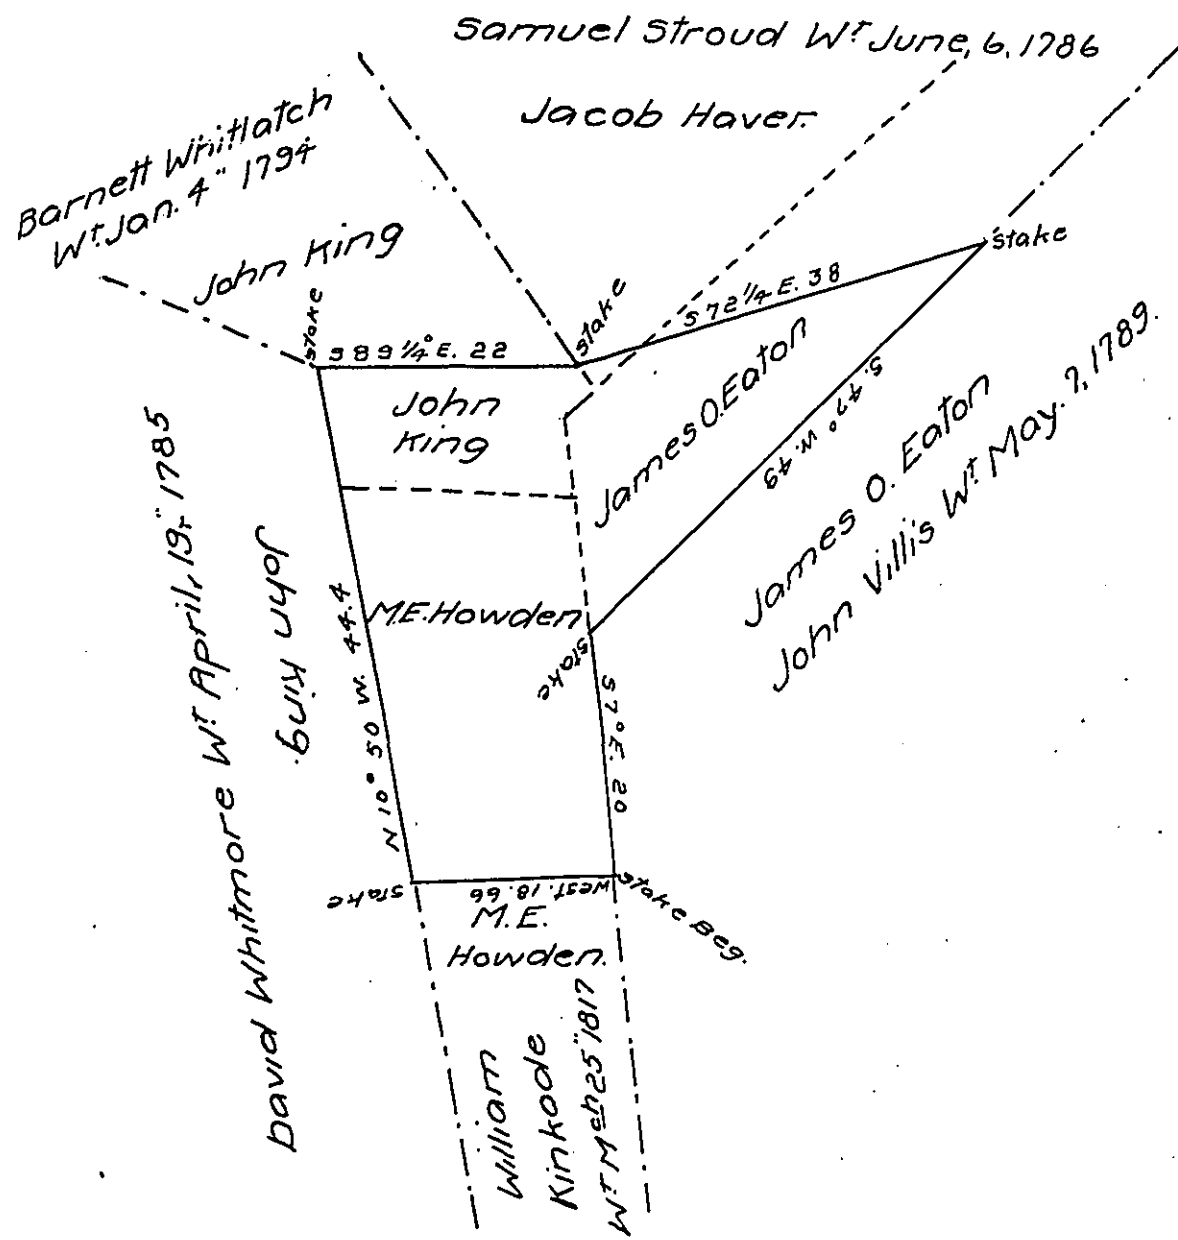 Samuel Stroud Wt June, 6, 1786
Jacob Haver.
Barnett Whitlatch
Wt Jan. 4" 1794
John King
stake
S 89 1/4° E. 22
stake
S 72 1/4 E. 38
stake
John
King
James O. Eaton
S. 47° W. 49
James O. Eaton
John Villis Wt May. 7, 1789.
David Whitmore Wt April, 19," 1785
John King.
N 10° 50 W. 44.4
M.E. Howden
stake
S 7° E. 20
stake
West. 18.66
Stake Beg.
M. E.
Howden.
William
Kinkade
Wt Mch 25" 1817